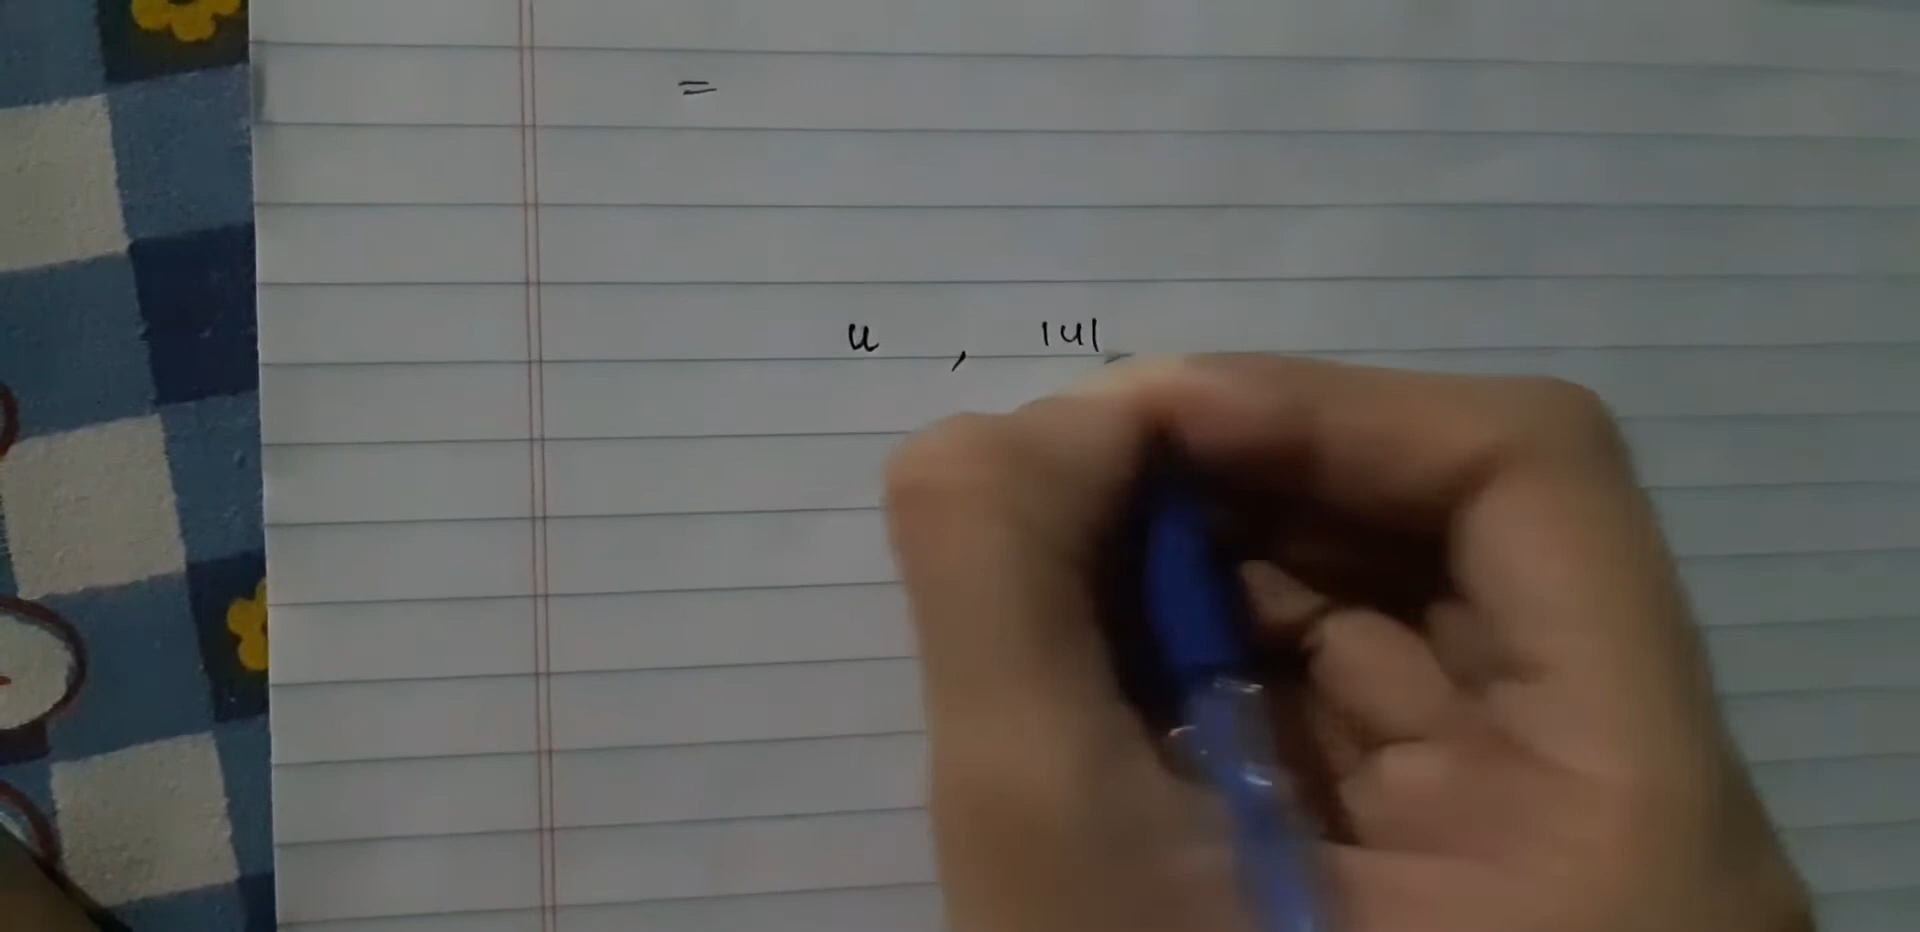 =
u , |u|